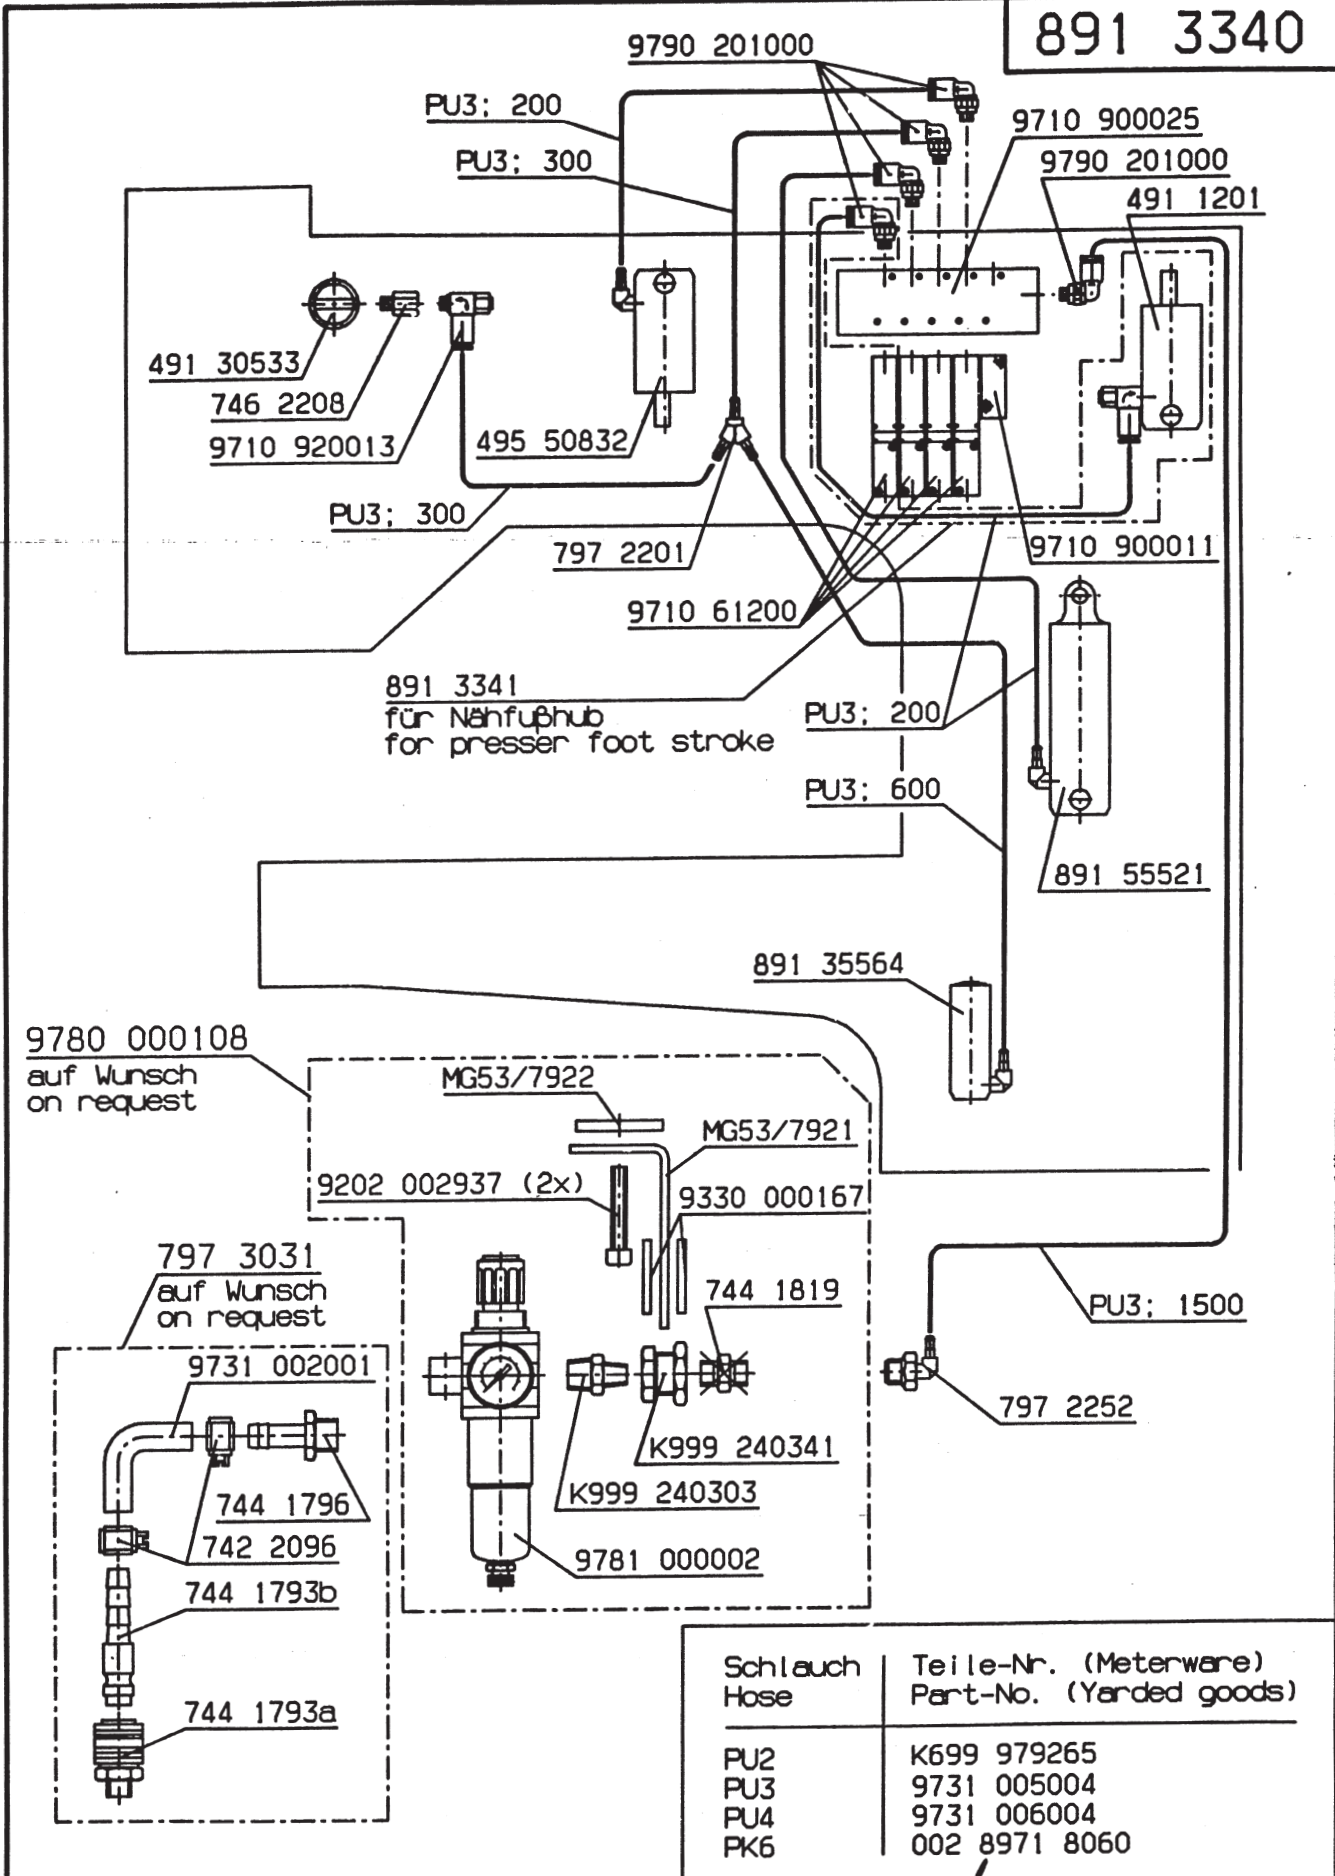 891 3340
9790 201000
PU3; 200
PU3; 300
9710 900025
9790 201000
491 1201
491 30533
746 2208
9710 920013
495 50832
PU3; 300
797 2201
9710 900011
9710 61200
891 3341
für Nähfußhub
for presser foot stroke
PU3; 200
PU3; 600
891 55521
891 35564
9780 000108
auf Wunsch
on request
MG53/7922
MG53/7921
9202 002937 (2x)
9330 000167
797 3031
auf Wunsch
on request
744 1819
PU3; 1500
9731 002001
797 2252
K999 240341
744 1796
K999 240303
742 2096
9781 000002
744 1793b
744 1793a
Schlauch Teile-Nr. (Meterware)
Hose Part-No. (Yarded goods)
PU2 K699 979265
PU3 9731 005004
PU4 9731 006004
PK6 002 8971 8060